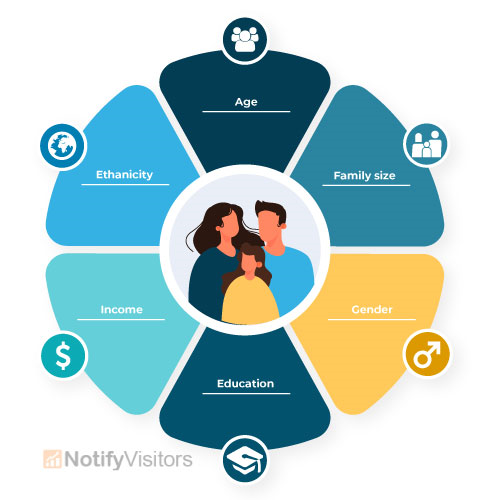 Age
Ethanicity
Family size
Income
Gender
Education
NotifyVisitors